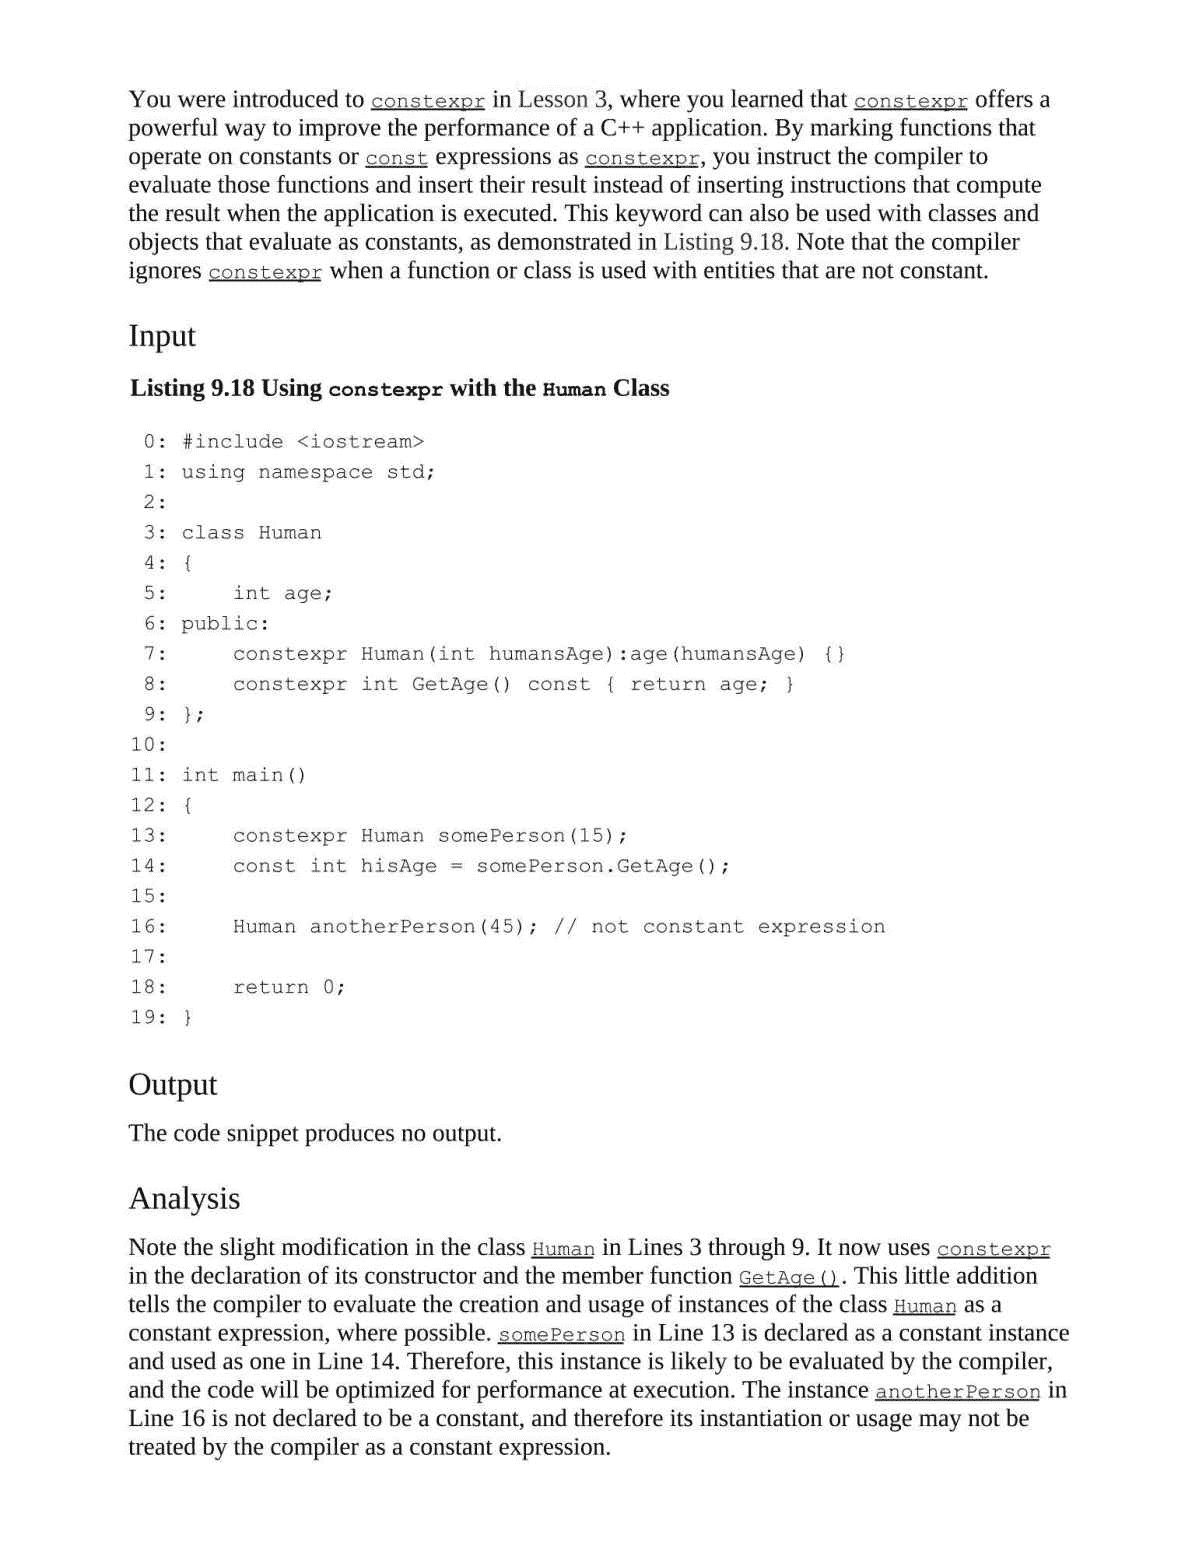 You were introduced to constexpr in Lesson 3, where you learned that constexpr offers a
powerful way to improve the performance of a C++ application. By marking functions that
operate on constants or const expressions as constexpr, you instruct the compiler to
evaluate those functions and insert their result instead of inserting instructions that compute
the result when the application is executed. This keyword can also be used with classes and
objects that evaluate as constants, as demonstrated in Listing 9.18. Note that the compiler
ignores constexpr when a function or class is used with entities that are not constant.
Input
Listing 9.18 Using constexpr with the Human Class
0: #include <iostream>
1: using namespace std;
2:
3: class Human
4: {
5:     int age;
6: public:
7:     constexpr Human(int humansAge):age(humansAge) {}
8:     constexpr int GetAge() const { return age; }
9: };
10:
11: int main()
12: {
13:     constexpr Human somePerson(15);
14:     const int hisAge = somePerson.GetAge();
15:
16:     Human anotherPerson(45); // not constant expression
17:
18:     return 0;
19: }
Output
The code snippet produces no output.
Analysis
Note the slight modification in the class Human in Lines 3 through 9. It now uses constexpr
in the declaration of its constructor and the member function GetAge(). This little addition
tells the compiler to evaluate the creation and usage of instances of the class Human as a
constant expression, where possible. somePerson in Line 13 is declared as a constant instance
and used as one in Line 14. Therefore, this instance is likely to be evaluated by the compiler,
and the code will be optimized for performance at execution. The instance anotherPerson in
Line 16 is not declared to be a constant, and therefore its instantiation or usage may not be
treated by the compiler as a constant expression.